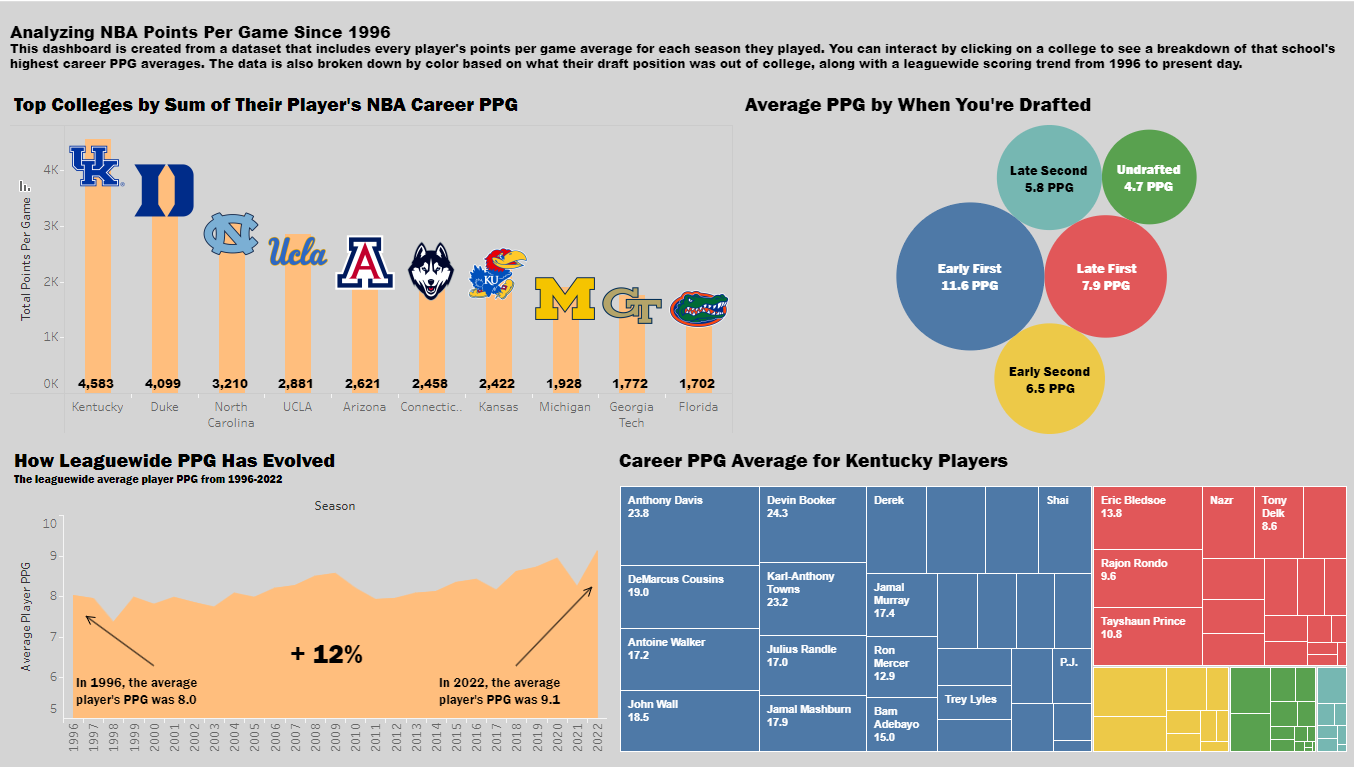 Analyzing NBA Points Per Game Since 1996
This dashboard is created from a dataset that includes every player's points per game average for each season they played. You can interact by clicking on a college to see a breakdown of that school's
highest career PPG averages. The data is also broken down by color based on what their draft position was out of college, along with a leaguewide scoring trend from 1996 to present day.
Top Colleges by Sum of Their Player's NBA Career PPG
Total Points Per Game
4K
3K
2K
1K
0K
UK
D
NC
Ucla
A
KU
M
GT
4,583
4,099
3,210
2,881
2,621
2,458
2,422
1,928
1,772
1,702
Kentucky
Duke
North
Carolina
UCLA
Arizona
Connectic..
Kansas
Michigan
Georgia
Tech
Florida
Average PPG by When You're Drafted
Late Second
5.8 PPG
Undrafted
4.7 PPG
Early First
11.6 PPG
Late First
7.9 PPG
Early Second
6.5 PPG
How Leaguewide PPG Has Evolved
The leaguewide average player PPG from 1996-2022
Season
Average Player PPG
10
9
8
7
6
5
+ 12%
In 1996, the average
player's PPG was 8.0
In 2022, the average
player's PPG was 9.1
1996
1997
1998
1999
2000
2001
2002
2003
2004
2005
2006
2007
2008
2009
2010
2011
2012
2013
2014
2015
2016
2017
2018
2019
2020
2021
2022
Career PPG Average for Kentucky Players
Anthony Davis
23.8
DeMarcus Cousins
19.0
Antoine Walker
17.2
John Wall
18.5
Devin Booker
24.3
Karl-Anthony
Towns
23.2
Julius Randle
17.0
Jamal Mashburn
17.9
Derek
Shai
Jamal
Murray
17.4
Ron
Mercer
12.9
Bam
Adebayo
15.0
P.J.
Trey Lyles
Eric Bledsoe
13.8
Rajon Rondo
9.6
Tayshaun Prince
10.8
Nazr
Tony
Delk
8.6